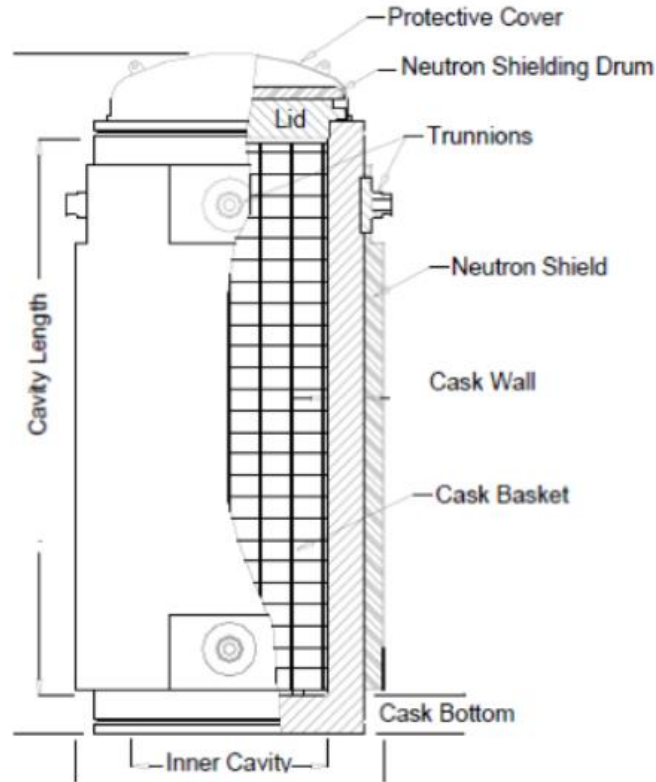 Protective Cover
Neutron Shielding Drum
Lid
Trunnions
Neutron Shield
Cavity Length
Cask Wall
Cask Basket
Cask Bottom
Inner Cavity